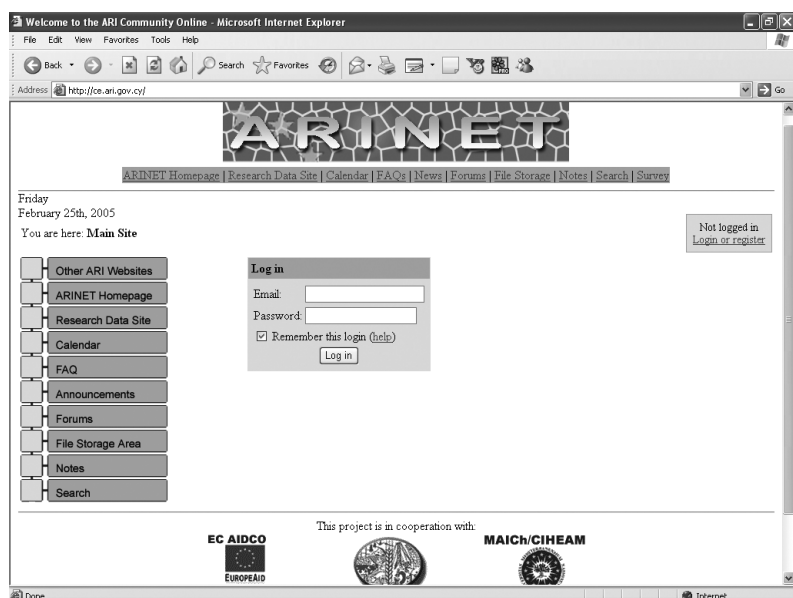 Welcome to the ARI Community Online - Microsoft Internet Explorer
File Edit View Favorites Tools Help
Back Search Favorites
Address http://ce.ari.gov.cy/ Go
ARINET
ARINET Homepage | Research Data Site | Calendar | FAQs | News | Forums | File Storage | Notes | Search | Survey
Friday
February 25th, 2005
You are here: Main Site
Not logged in
Login or register
Other ARI Websites
ARINET Homepage
Research Data Site
Calendar
FAQ
Announcements
Forums
File Storage Area
Notes
Search
Log in
Email:
Password:
Remember this login (help)
Log in
This project is in cooperation with:
EC AIDCO
EUROPEAID
MAICh/CIHEAM
Done Internet